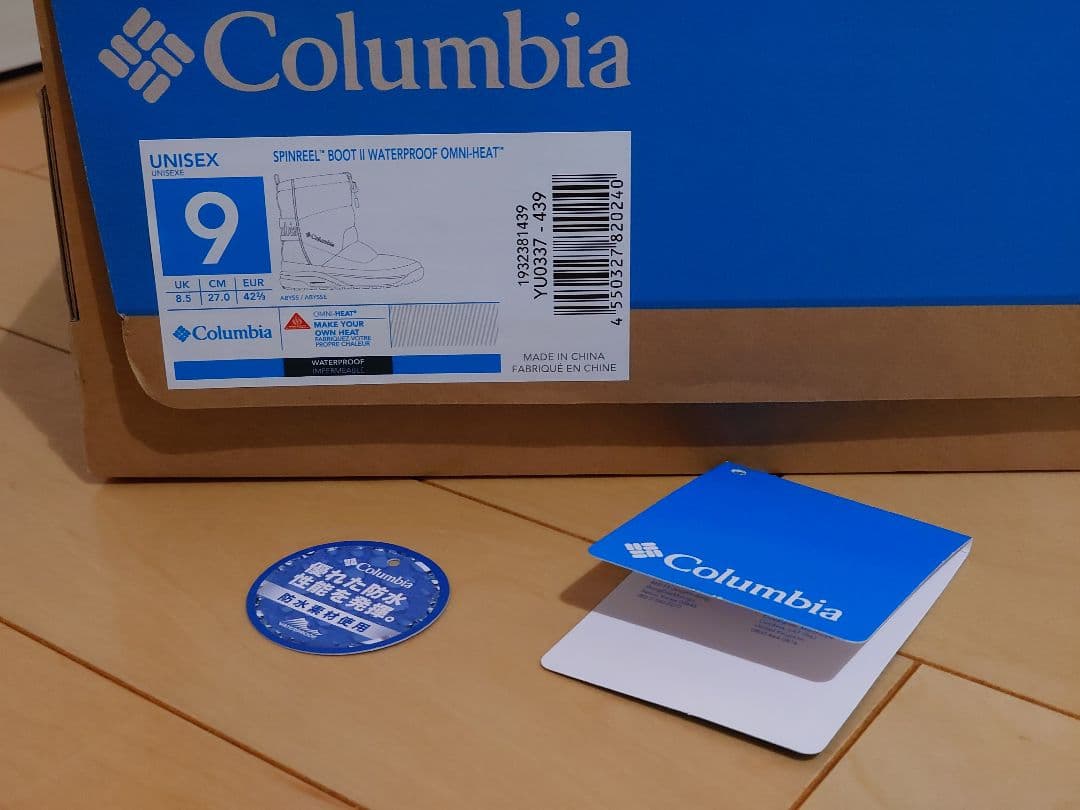 Columbia
UNISEX
UNISEXE
SPINREEL™ BOOT II WATERPROOF OMNI-HEAT™
9
UK CM EUR
8.5 27.0 42⅔
Columbia
ABYSS / ABYSSE
Columbia
OMNI-HEAT®
MAKE YOUR
OWN HEAT
FABRIQUEZ VOTRE
PROPRE CHALEUR
WATERPROOF
IMPERMÉABLE
1932381439
YU0337 - 439
4 550327 820240
MADE IN CHINA
FABRIQUÉ EN CHINE
Columbia
優れた防水
性能を発揮。
防水素材使用
WATERPROOF
Columbia